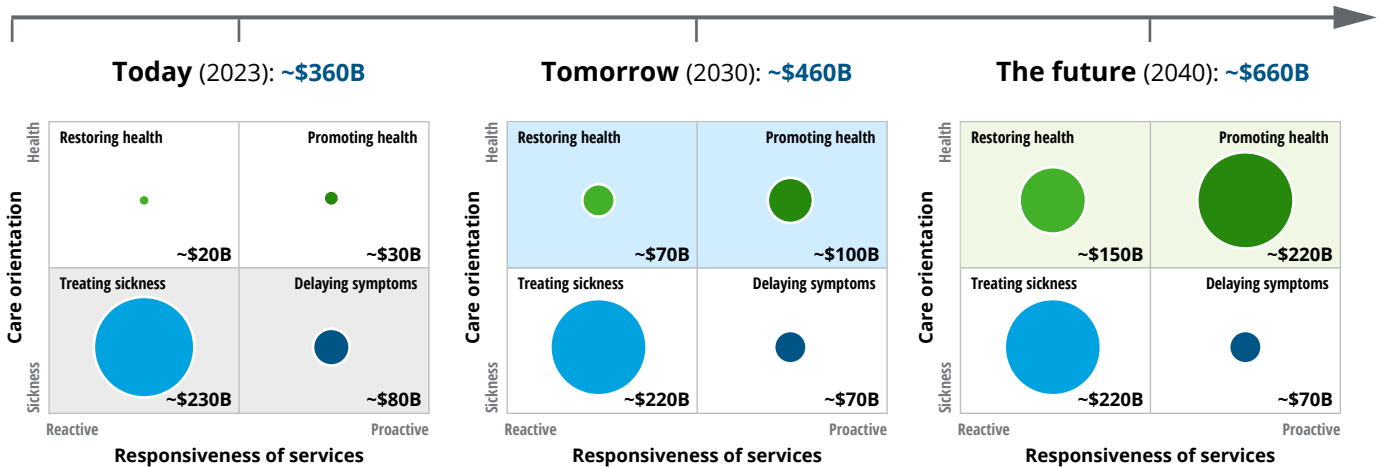 Today (2023): ~$360B
Health
Care orientation
Sickness
Restoring health
Promoting health
~$20B
~$30B
Treating sickness
Delaying symptoms
~$230B
~$80B
Reactive
Proactive
Responsiveness of services
Tomorrow (2030): ~$460B
Health
Care orientation
Sickness
Restoring health
Promoting health
~$70B
~$100B
Treating sickness
Delaying symptoms
~$220B
~$70B
Reactive
Proactive
Responsiveness of services
The future (2040): ~$660B
Health
Care orientation
Sickness
Restoring health
Promoting health
~$150B
~$220B
Treating sickness
Delaying symptoms
~$220B
~$70B
Reactive
Proactive
Responsiveness of services